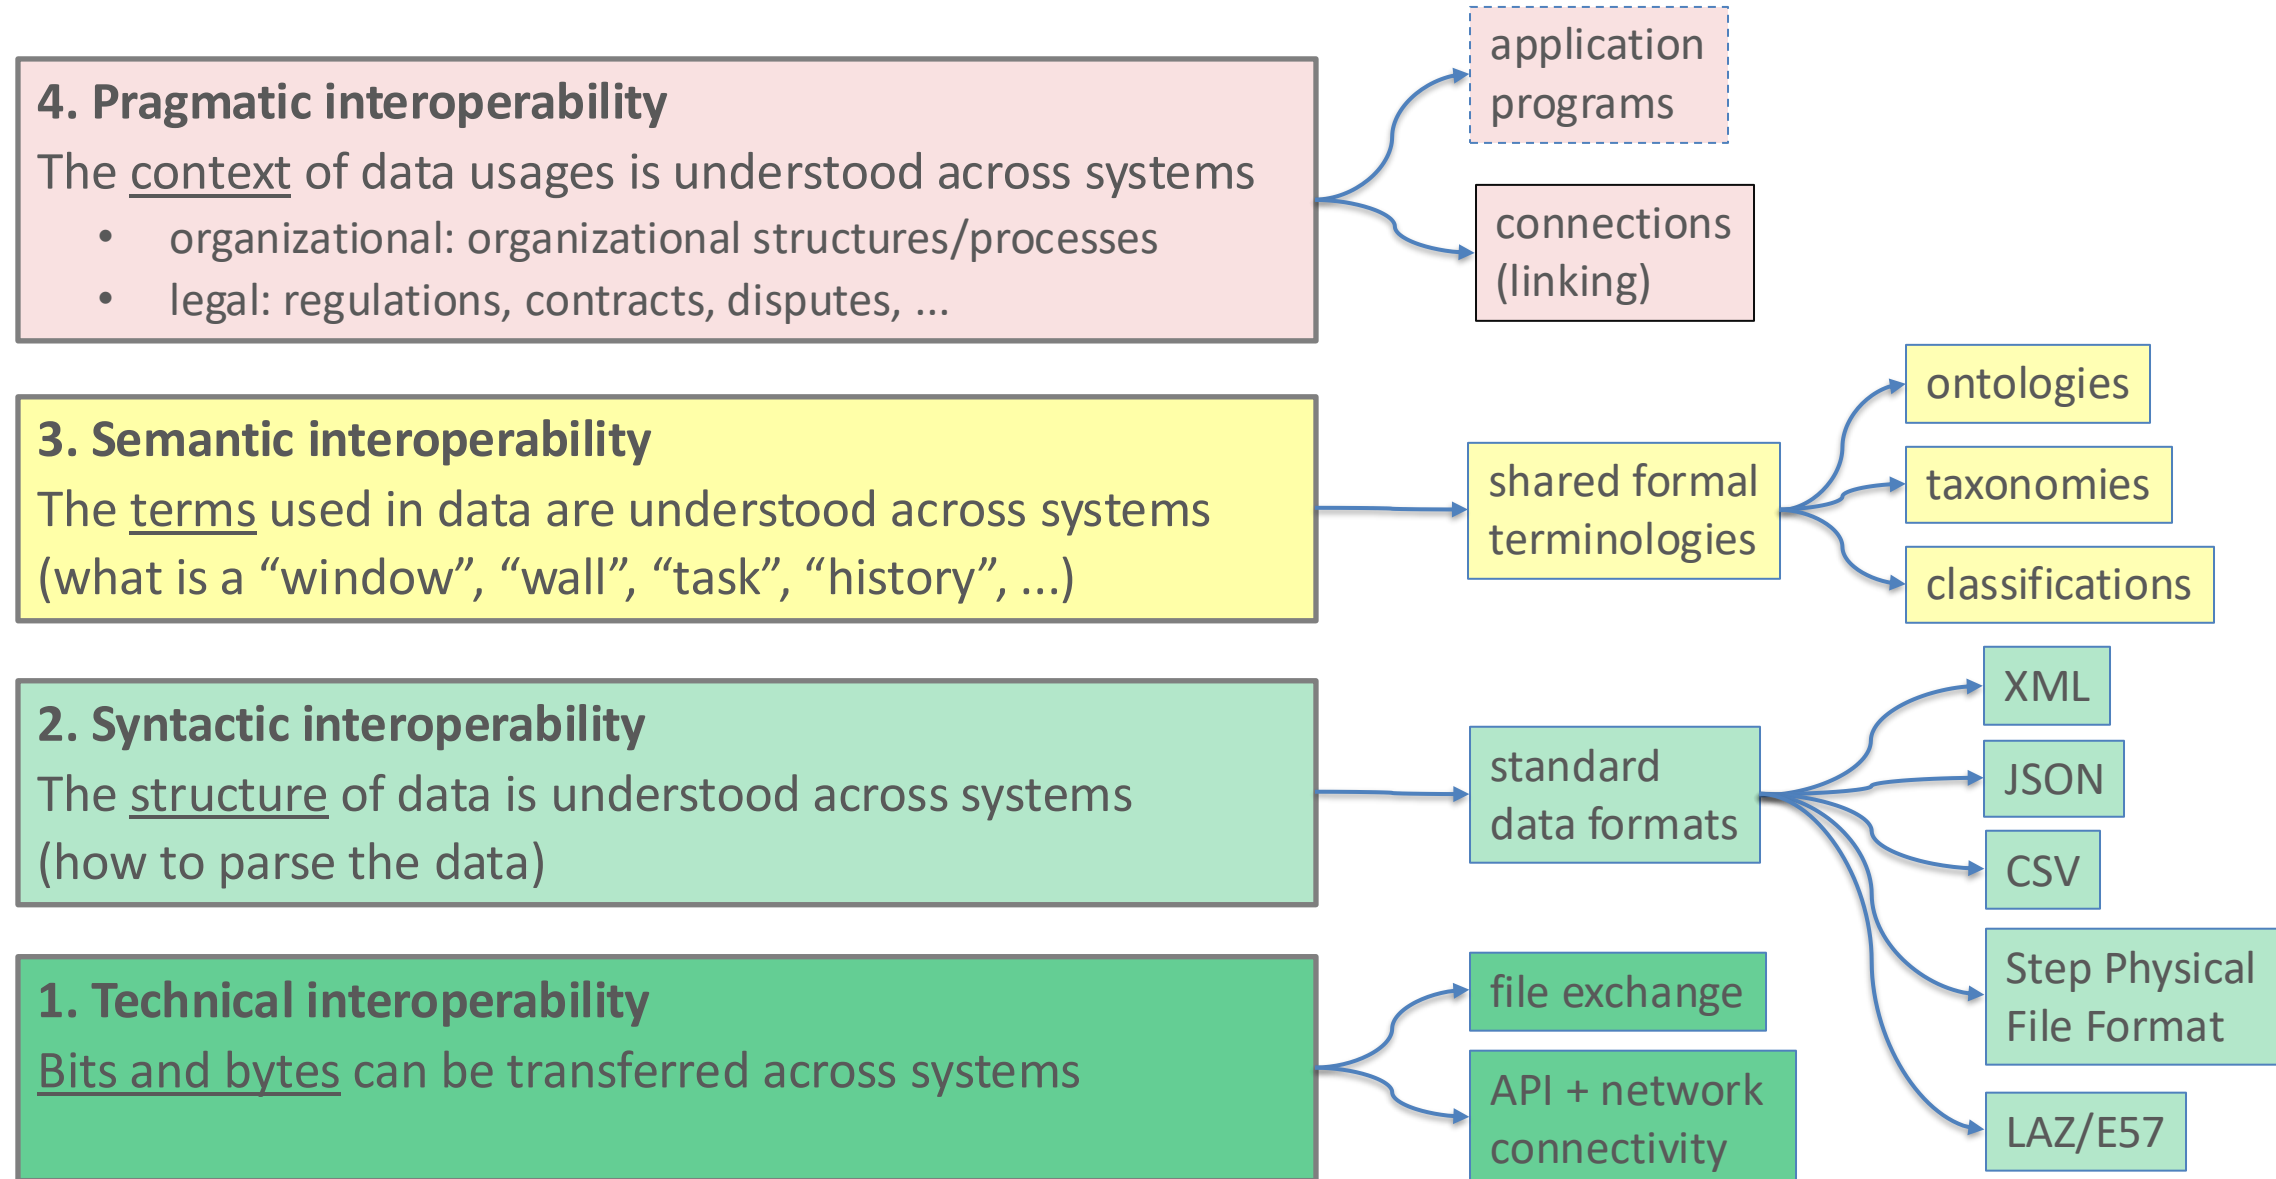 4. Pragmatic interoperability
The context of data usages is understood across systems
• organizational: organizational structures/processes
• legal: regulations, contracts, disputes, ...
application
programs
connections
(linking)
3. Semantic interoperability
The terms used in data are understood across systems
(what is a “window”, “wall”, “task”, “history”, ...)
shared formal
terminologies
ontologies
taxonomies
classifications
2. Syntactic interoperability
The structure of data is understood across systems
(how to parse the data)
standard
data formats
XML
JSON
CSV
Step Physical
File Format
LAZ/E57
1. Technical interoperability
Bits and bytes can be transferred across systems
file exchange
API + network
connectivity